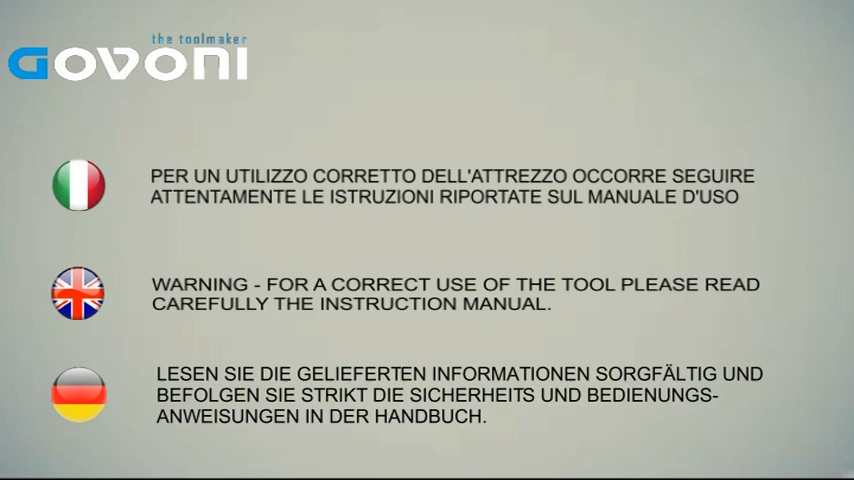 the toolmaker
GOVONI
PER UN UTILIZZO CORRETTO DELL'ATTREZZO OCCORRE SEGUIRE
ATTENTAMENTE LE ISTRUZIONI RIPORTATE SUL MANUALE D'USO
WARNING - FOR A CORRECT USE OF THE TOOL PLEASE READ
CAREFULLY THE INSTRUCTION MANUAL.
LESEN SIE DIE GELIEFERTEN INFORMATIONEN SORGFÄLTIG UND
BEFOLGEN SIE STRIKT DIE SICHERHEITS UND BEDIENUNGS-
ANWEISUNGEN IN DER HANDBUCH.